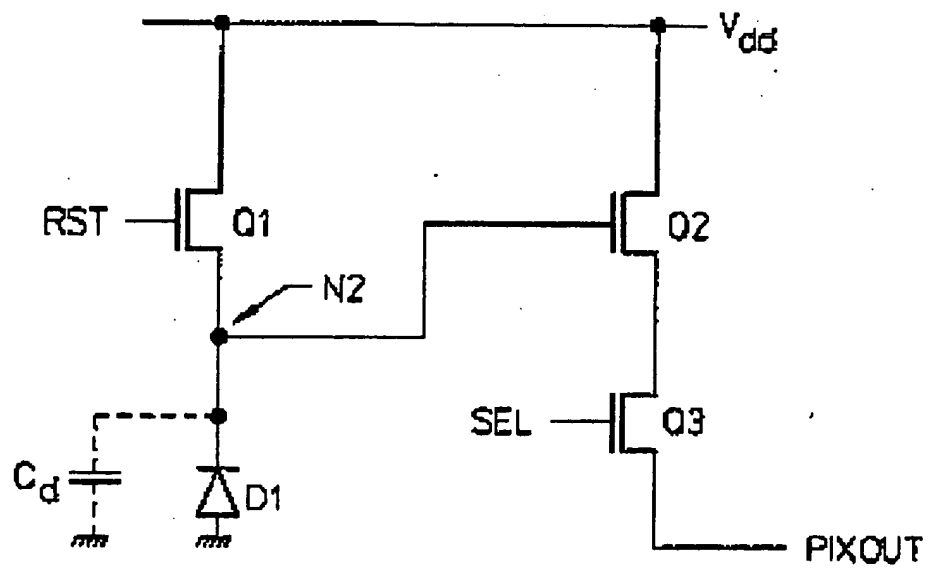 Vdd
RST
Q1
Q2
N2
SEL
Q3
Cd
D1
PIXOUT